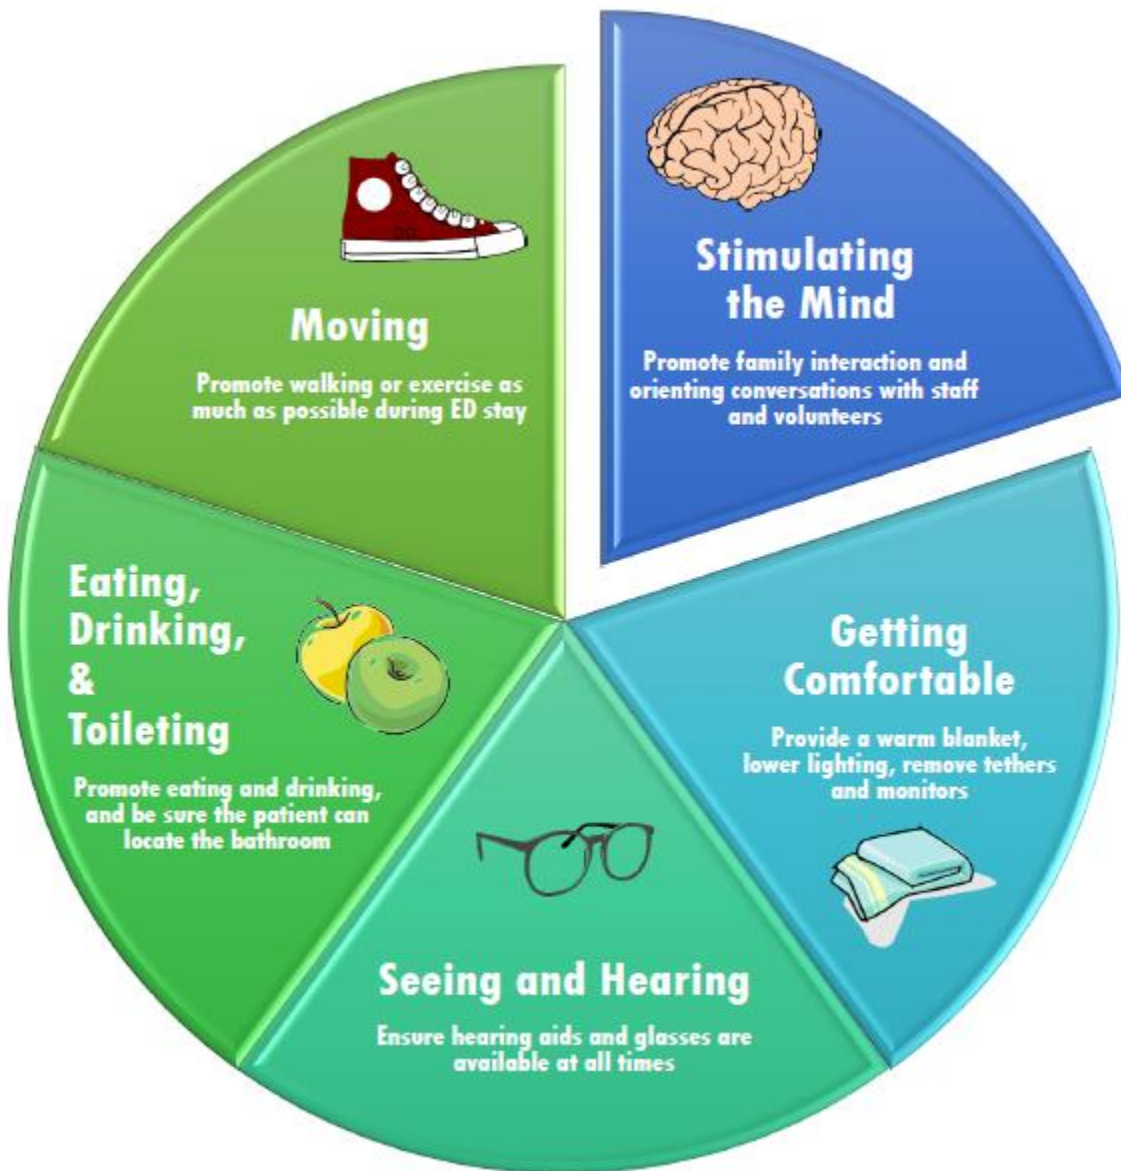 Stimulating
the Mind
Promote family interaction and
orienting conversations with staff
and volunteers
Getting
Comfortable
Provide a warm blanket,
lower lighting, remove tethers
and monitors
Seeing and Hearing
Ensure hearing aids and glasses are
available at all times
Eating,
Drinking,
&
Toileting
Promote eating and drinking,
and be sure the patient can
locate the bathroom
Moving
Promote walking or exercise as
much as possible during ED stay